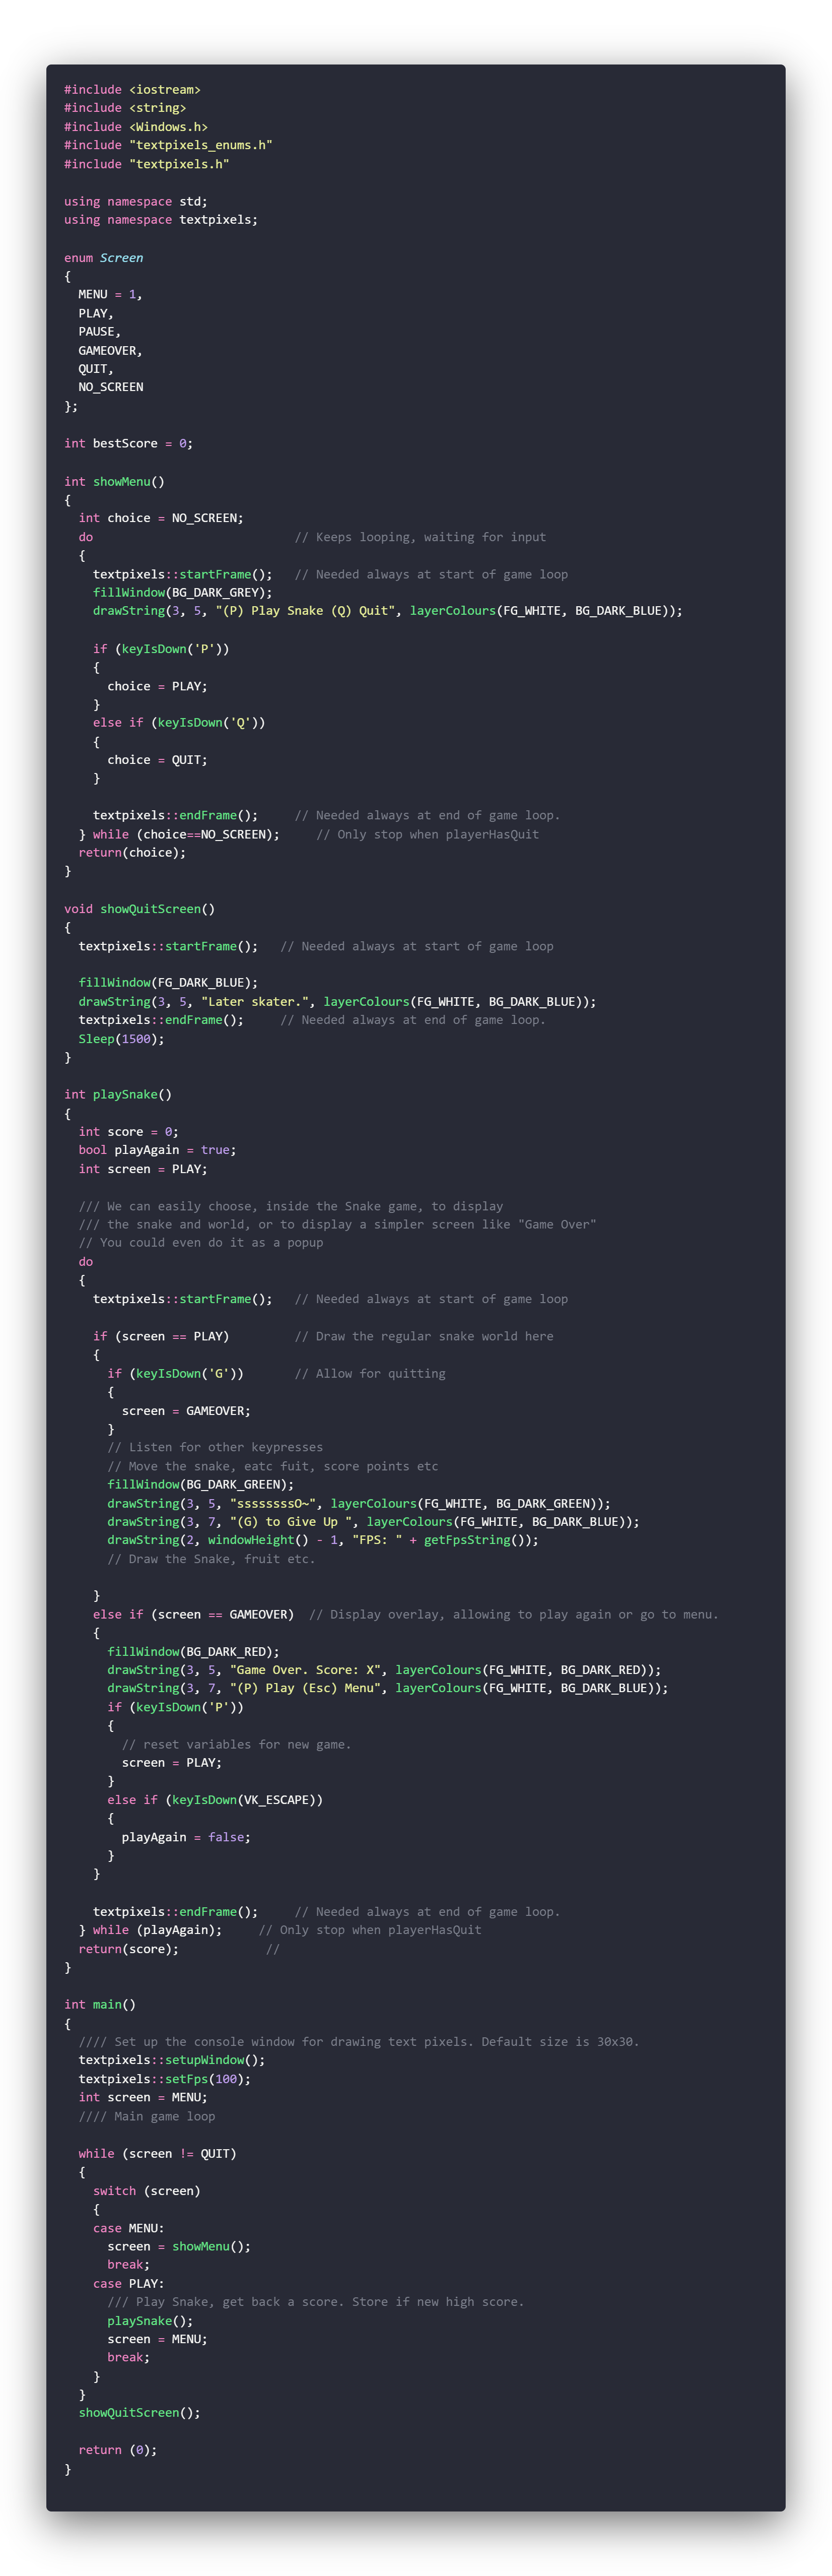 #include <iostream>
#include <string>
#include <Windows.h>
#include "textpixels_enums.h"
#include "textpixels.h"

using namespace std;
using namespace textpixels;

enum Screen
{
  MENU = 1,
  PLAY,
  PAUSE,
  GAMEOVER,
  QUIT,
  NO_SCREEN
};

int bestScore = 0;

int showMenu()
{
  int choice = NO_SCREEN;
  do                            // Keeps looping, waiting for input
  {
    textpixels::startFrame();   // Needed always at start of game loop
    fillWindow(BG_DARK_GREY);
    drawString(3, 5, "(P) Play Snake (Q) Quit", layerColours(FG_WHITE, BG_DARK_BLUE));

    if (keyIsDown('P'))
    {
      choice = PLAY;
    }
    else if (keyIsDown('Q'))
    {
      choice = QUIT;
    }

    textpixels::endFrame();     // Needed always at end of game loop.
  } while (choice==NO_SCREEN);     // Only stop when playerHasQuit
  return(choice);
}

void showQuitScreen()
{
  textpixels::startFrame();   // Needed always at start of game loop

  fillWindow(FG_DARK_BLUE);
  drawString(3, 5, "Later skater.", layerColours(FG_WHITE, BG_DARK_BLUE));
  textpixels::endFrame();     // Needed always at end of game loop.
  Sleep(1500);
}

int playSnake()
{
  int score = 0;
  bool playAgain = true;
  int screen = PLAY;

  /// We can easily choose, inside the Snake game, to display
  /// the snake and world, or to display a simpler screen like "Game Over"
  // You could even do it as a popup
  do
  {
    textpixels::startFrame();   // Needed always at start of game loop

    if (screen == PLAY)         // Draw the regular snake world here
    {
      if (keyIsDown('G'))       // Allow for quitting
      {
        screen = GAMEOVER;
      }
      // Listen for other keypresses
      // Move the snake, eatc fuit, score points etc
      fillWindow(BG_DARK_GREEN);
      drawString(3, 5, "ssssssssO~", layerColours(FG_WHITE, BG_DARK_GREEN));
      drawString(3, 7, "(G) to Give Up ", layerColours(FG_WHITE, BG_DARK_BLUE));
      drawString(2, windowHeight() - 1, "FPS: " + getFpsString());
      // Draw the Snake, fruit etc.

    }
    else if (screen == GAMEOVER)  // Display overlay, allowing to play again or go to menu.
    {
      fillWindow(BG_DARK_RED);
      drawString(3, 5, "Game Over. Score: X", layerColours(FG_WHITE, BG_DARK_RED));
      drawString(3, 7, "(P) Play (Esc) Menu", layerColours(FG_WHITE, BG_DARK_BLUE));
      if (keyIsDown('P'))
      {
        // reset variables for new game.
        screen = PLAY;
      }
      else if (keyIsDown(VK_ESCAPE))
      {
        playAgain = false;
      }
    }

    textpixels::endFrame();     // Needed always at end of game loop.
  } while (playAgain);     // Only stop when playerHasQuit
  return(score);            //
}

int main()
{
  //// Set up the console window for drawing text pixels. Default size is 30x30.
  textpixels::setupWindow();
  textpixels::setFps(100);
  int screen = MENU;
  //// Main game loop

  while (screen != QUIT)
  {
    switch (screen)
    {
    case MENU:
      screen = showMenu();
      break;
    case PLAY:
      /// Play Snake, get back a score. Store if new high score.
      playSnake();
      screen = MENU;
      break;
    }
  }
  showQuitScreen();

  return (0);
}